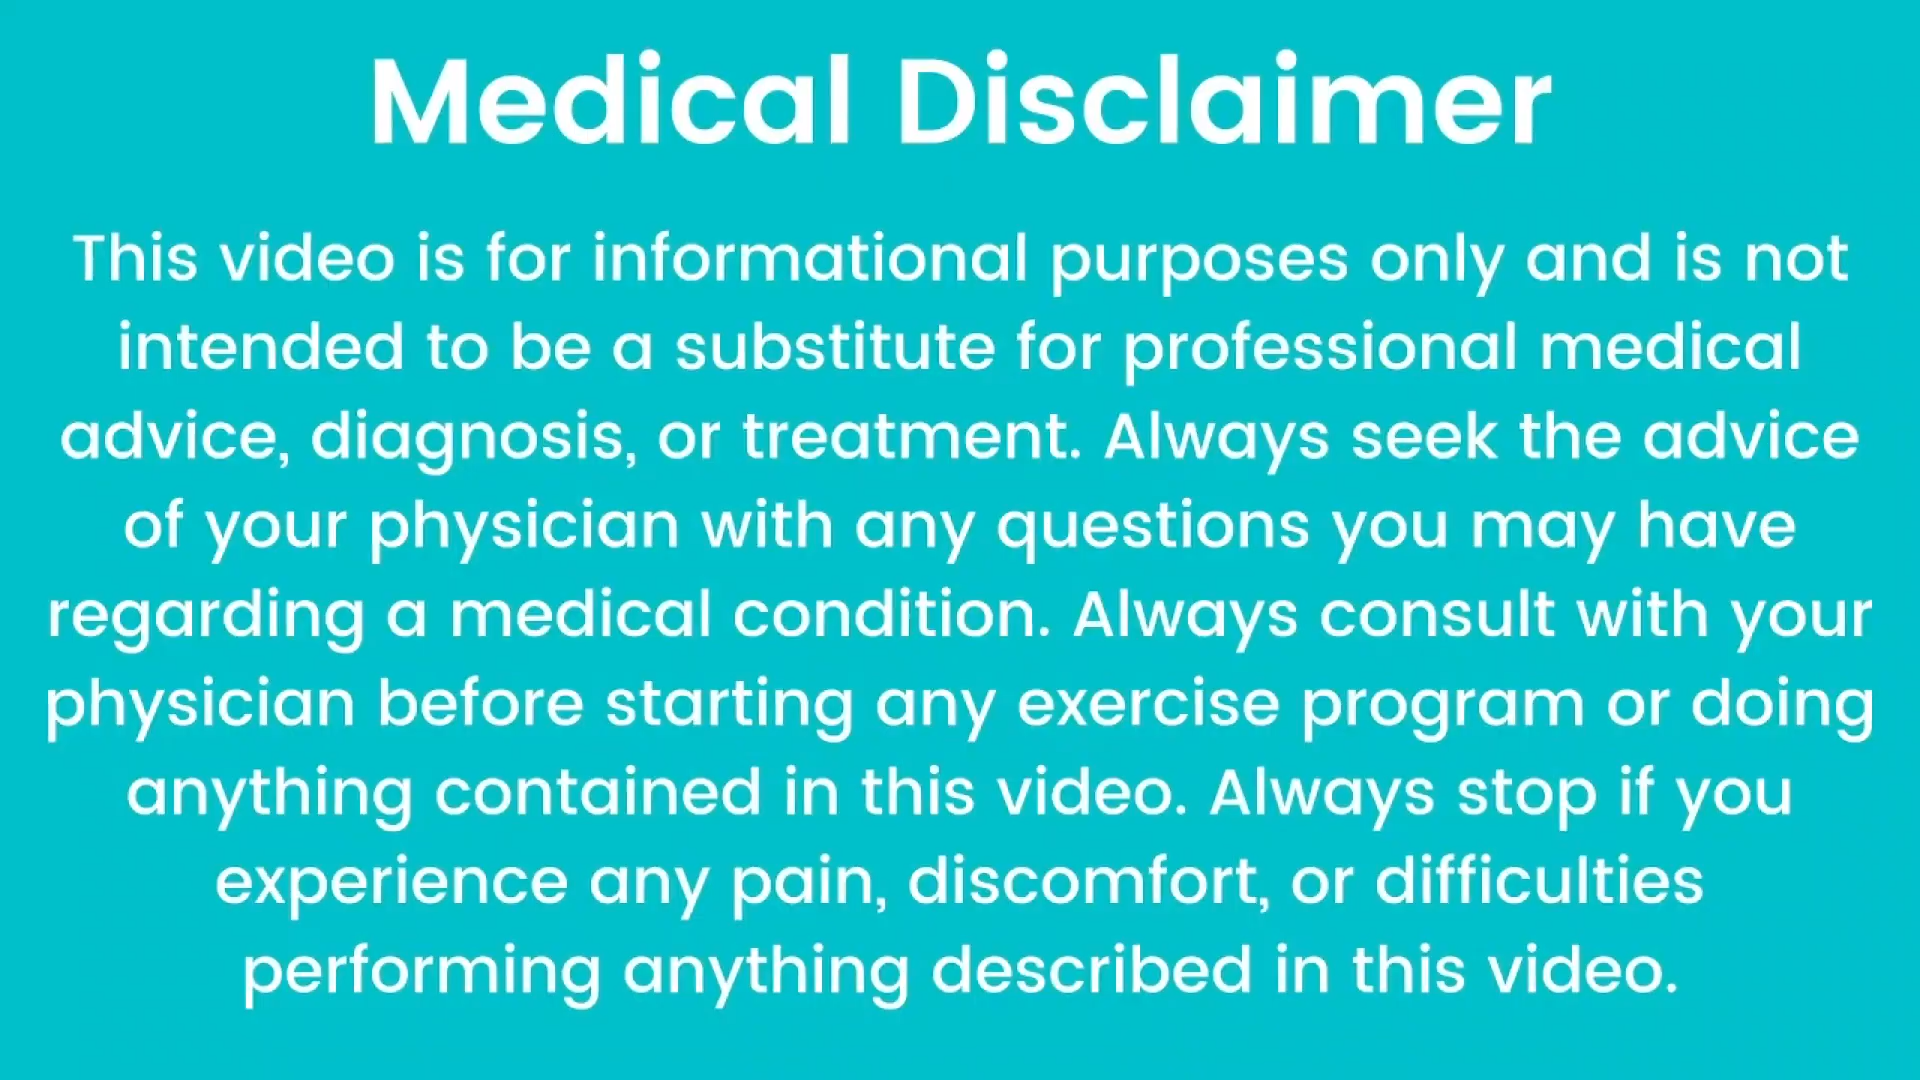 Medical Disclaimer
This video is for informational purposes only and is not
intended to be a substitute for professional medical
advice, diagnosis, or treatment. Always seek the advice
of your physician with any questions you may have
regarding a medical condition. Always consult with your
physician before starting any exercise program or doing
anything contained in this video. Always stop if you
experience any pain, discomfort, or difficulties
performing anything described in this video.